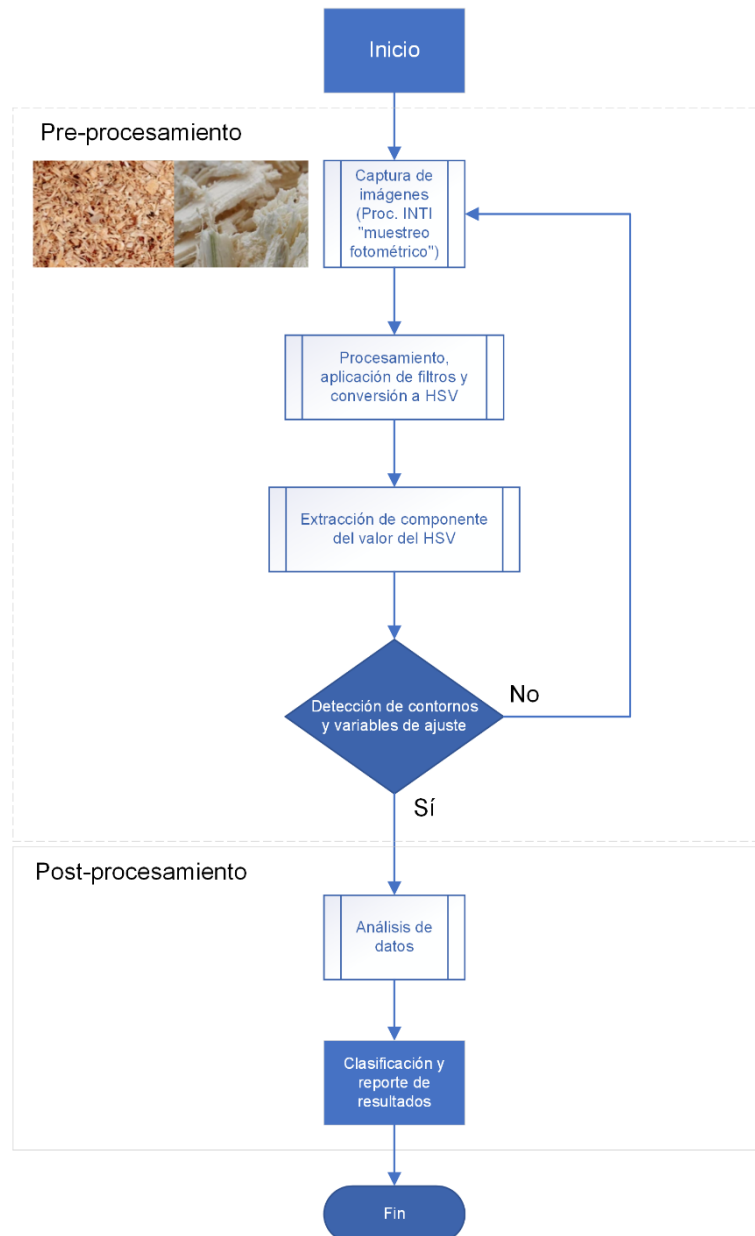 Inicio
Pre-procesamiento
Captura de
imágenes
(Proc. INTI
"muestreo
fotométrico")
Procesamiento,
aplicación de filtros y
conversión a HSV
Extracción de componente
del valor del HSV
Detección de contornos
y variables de ajuste
No
Sí
Post-procesamiento
Análisis de
datos
Clasificación y
reporte de
resultados
Fin